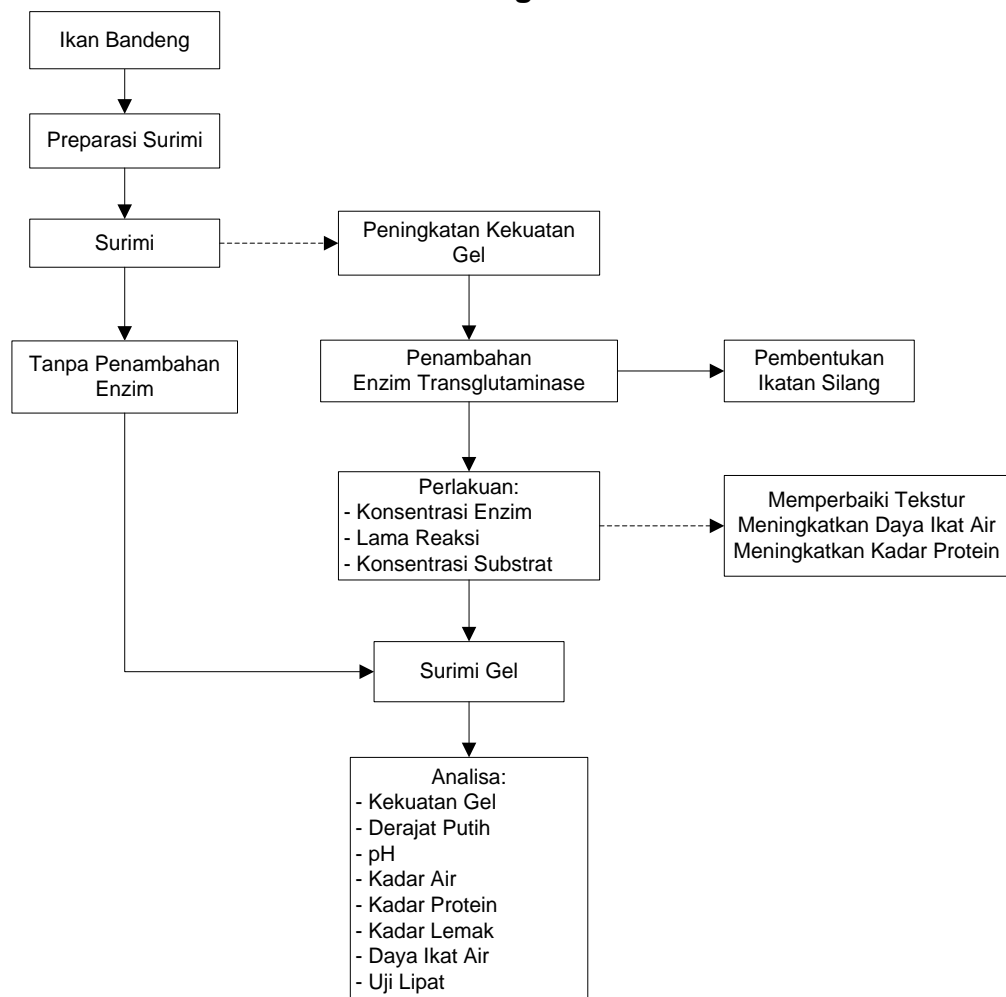 Ikan Bandeng
Preparasi Surimi
Surimi
Peningkatan Kekuatan
Gel
Tanpa Penambahan
Enzim
Penambahan
Enzim Transglutaminase
Pembentukan
Ikatan Silang
Perlakuan:
- Konsentrasi Enzim
- Lama Reaksi
- Konsentrasi Substrat
Memperbaiki Tekstur
Meningkatkan Daya Ikat Air
Meningkatkan Kadar Protein
Surimi Gel
Analisa:
- Kekuatan Gel
- Derajat Putih
- pH
- Kadar Air
- Kadar Protein
- Kadar Lemak
- Daya Ikat Air
- Uji Lipat